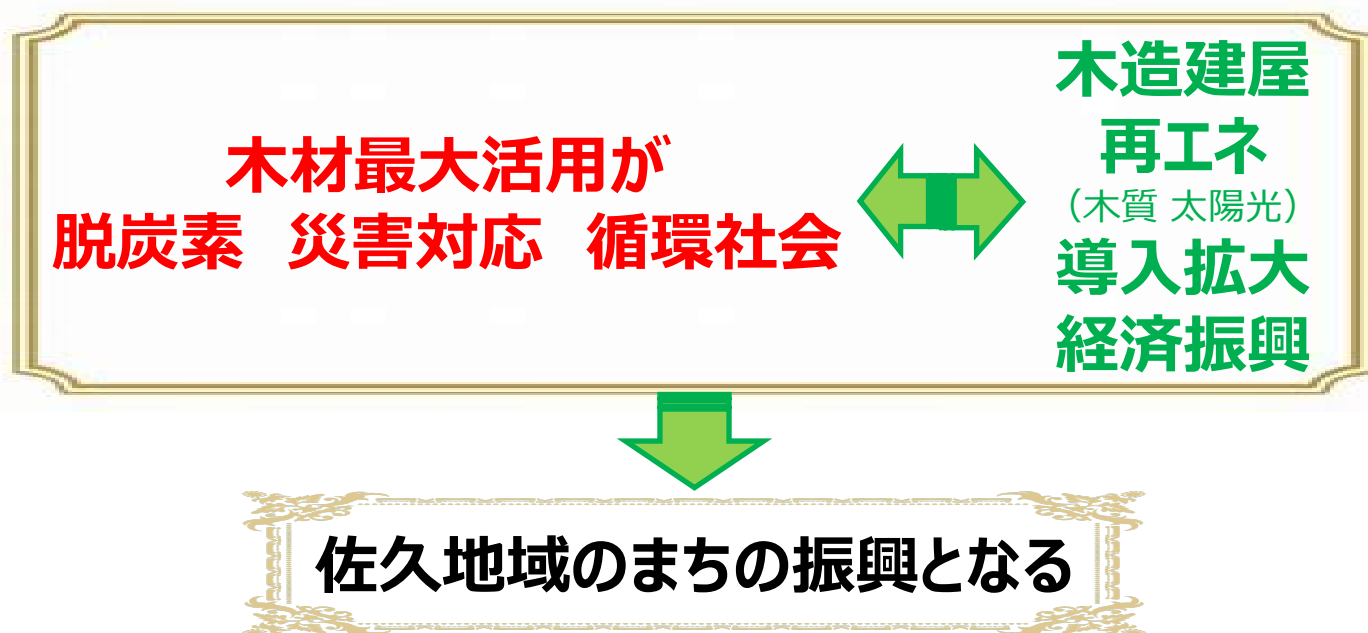 木材最大活用が
脱炭素 災害対応 循環社会
木造建屋
再エネ
（木質 太陽光）
導入拡大
経済振興
佐久地域のまちの振興となる